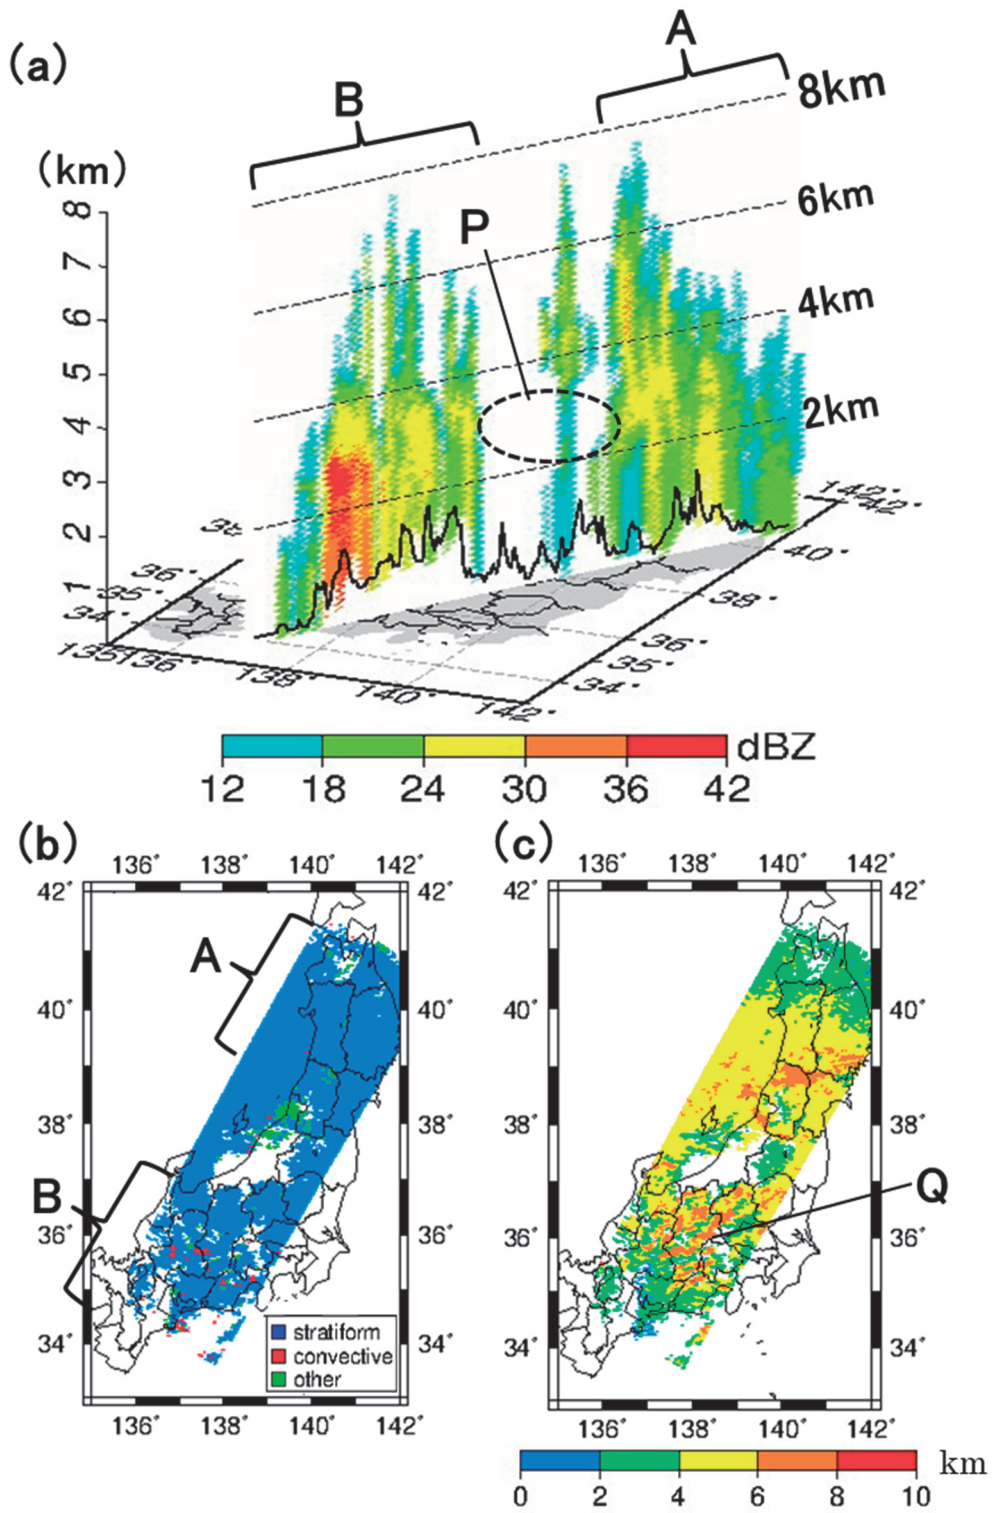 (a)
A
B
8km
(km)
8
6km
P
7
6
4km
5
4
2km
3
142°
42°
2
40°
36°
1
35°
38°
34°
36°
135°
136°
35°
138°
34°
140°
142°
dBZ
12 18 24 30 36 42
(b)
136° 138° 140° 142°
42° 42°
A
40° 40°
38° 38°
B
36° 36°
stratiform
34° convective 34°
other
136° 138° 140° 142°
(c)
136° 138° 140° 142°
42° 42°
40° 40°
38° 38°
Q
36° 36°
34° 34°
136° 138° 140° 142°
km
0 2 4 6 8 10